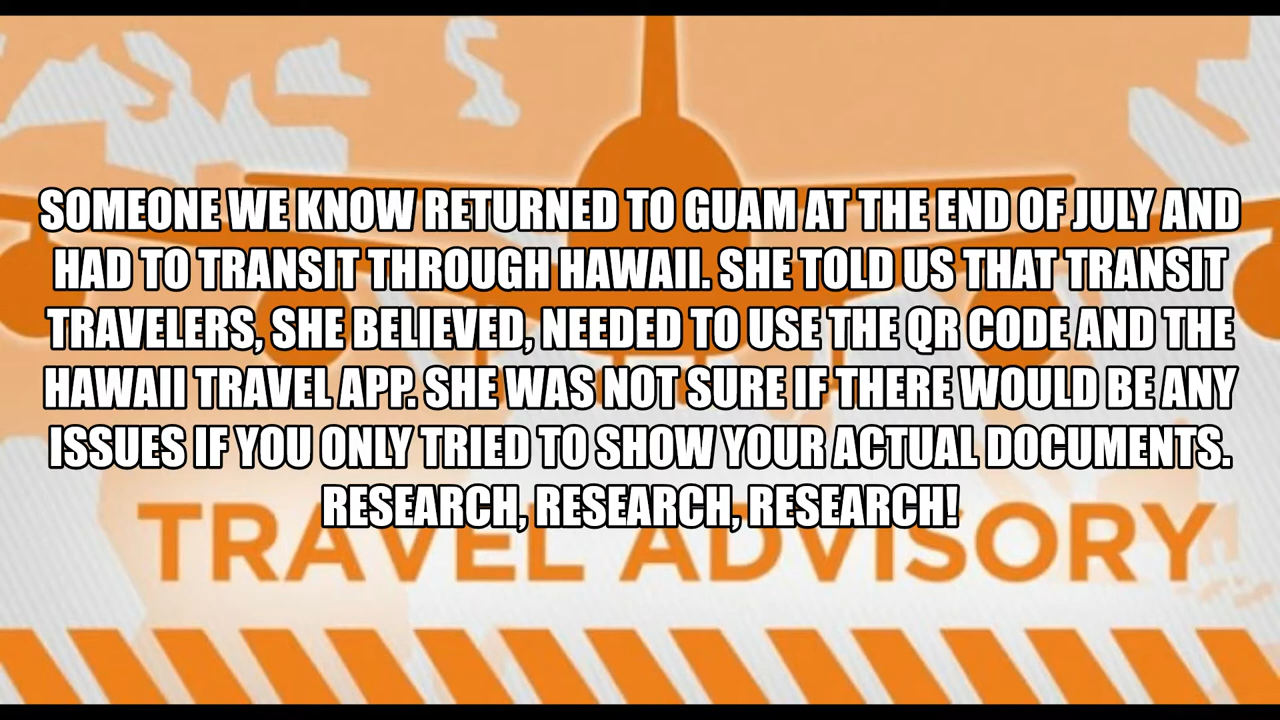 SOMEONE WE KNOW RETURNED TO GUAM AT THE END OF JULY AND
HAD TO TRANSIT THROUGH HAWAII. SHE TOLD US THAT TRANSIT
TRAVELERS, SHE BELIEVED, NEEDED TO USE THE QR CODE AND THE
HAWAII TRAVEL APP. SHE WAS NOT SURE IF THERE WOULD BE ANY
ISSUES IF YOU ONLY TRIED TO SHOW YOUR ACTUAL DOCUMENTS.
RESEARCH, RESEARCH, RESEARCH!
TRAVEL ADVISORY